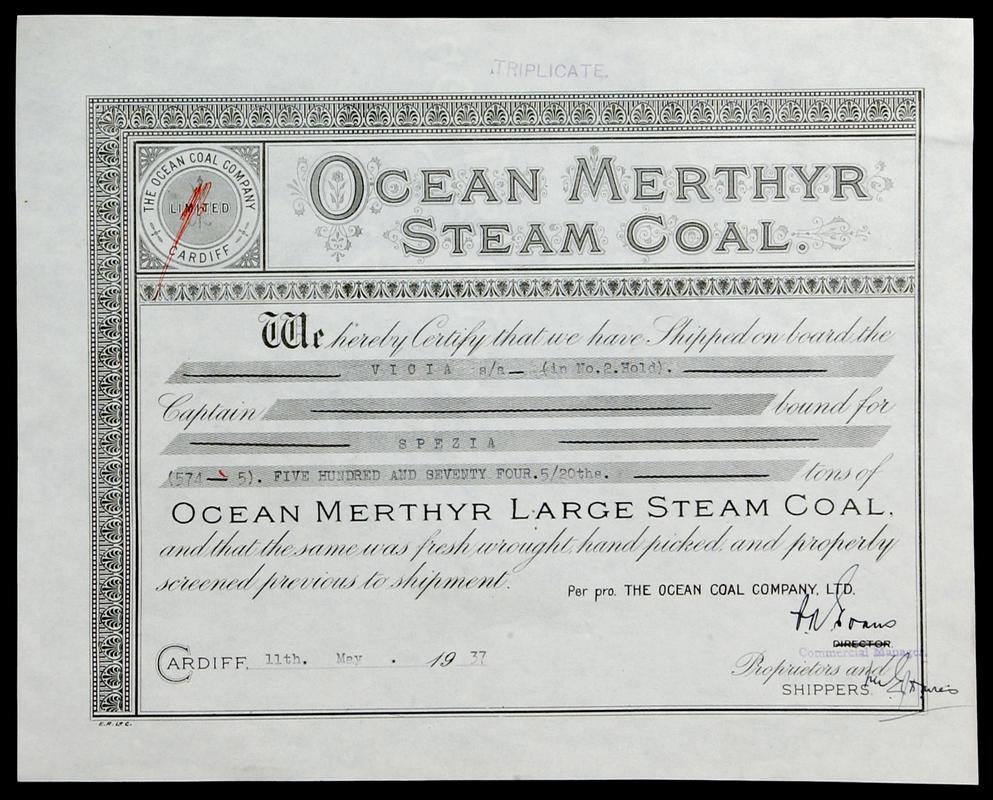 TRIPLICATE.
THE OCEAN COAL COMPANY
LIMITED
CARDIFF
OCEAN MERTHYR
STEAM COAL.
We hereby Certify that we have Shipped on board the
VICIA s/a — (in No.2.Hold).
Captain bound for
SPEZIA
(574 — 5). FIVE HUNDRED AND SEVENTY FOUR.5/20ths. tons of
OCEAN MERTHYR LARGE STEAM COAL,
and that the same was fresh wrought, hand picked, and properly
screened previous to shipment.
Per pro. THE OCEAN COAL COMPANY, LTD.
Evans
DIRECTOR
Commercial Manager.
CARDIFF, 11th. May . 1937
Proprietors and
SHIPPERS.
E.R. Ld C.